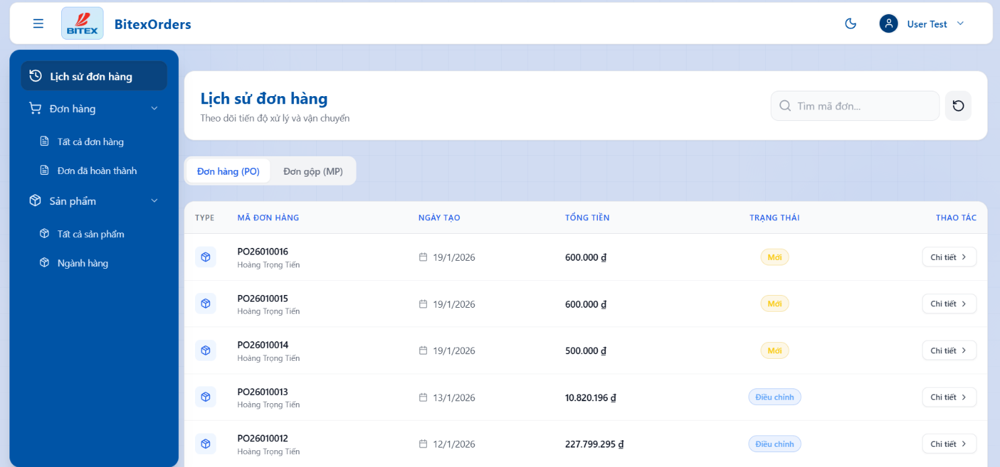 BITEX
BitexOrders
User Test
Lịch sử đơn hàng
Đơn hàng
Tất cả đơn hàng
Đơn đã hoàn thành
Sản phẩm
Tất cả sản phẩm
Ngành hàng
Lịch sử đơn hàng
Theo dõi tiến độ xử lý và vận chuyển
Tìm mã đơn...
Đơn hàng (PO)
Đơn gộp (MP)
TYPE MÃ ĐƠN HÀNG NGÀY TẠO TỔNG TIỀN TRẠNG THÁI THAO TÁC
PO26010016
Hoàng Trọng Tiến
19/1/2026 600.000 ₫ Mới Chi tiết
PO26010015
Hoàng Trọng Tiến
19/1/2026 600.000 ₫ Mới Chi tiết
PO26010014
Hoàng Trọng Tiến
19/1/2026 500.000 ₫ Mới Chi tiết
PO26010013
Hoàng Trọng Tiến
13/1/2026 10.820.196 ₫ Điều chỉnh Chi tiết
PO26010012
Hoàng Trọng Tiến
12/1/2026 227.799.295 ₫ Điều chỉnh Chi tiết